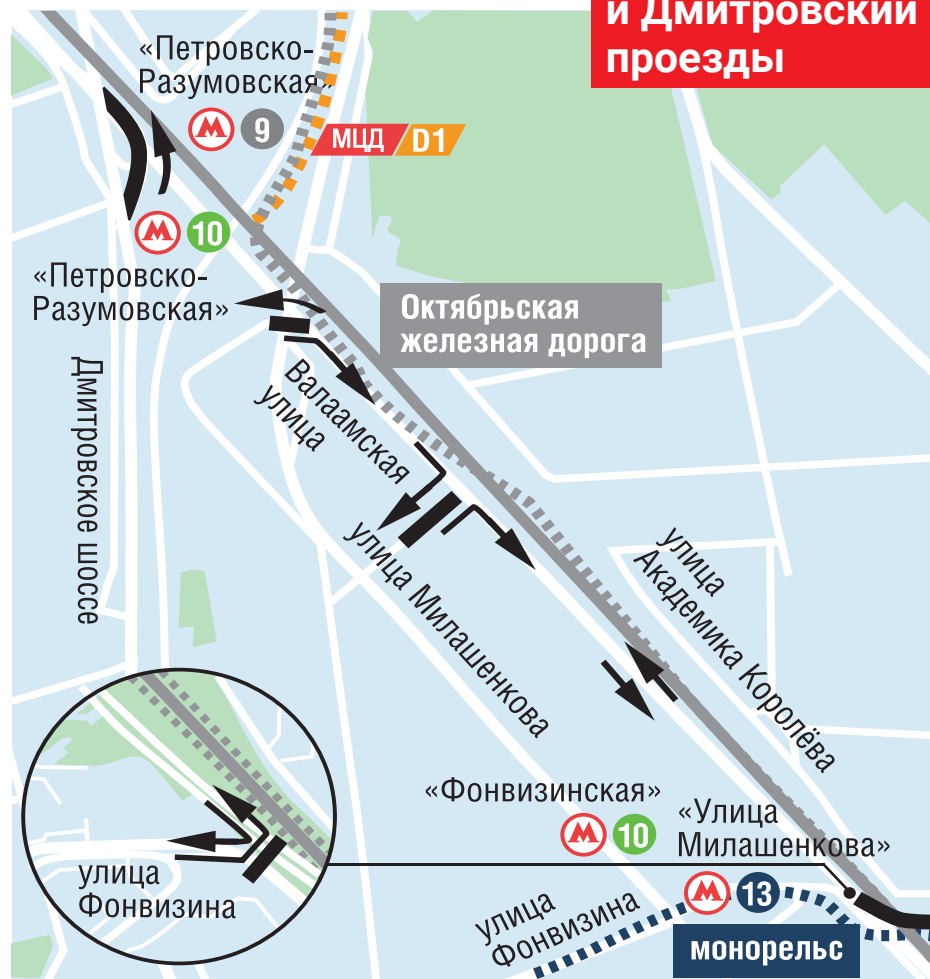 и Дмитровский
проезды
«Петровско-
Разумовская»
М 9
МЦД D1
М 10
«Петровско-
Разумовская»
Октябрьская
железная дорога
Дмитровское шоссе
Валаамская
улица
улица Милашенкова
улица
Академика Королёва
«Фонвизинская»
М 10
«Улица
Милашенкова»
М 13
улица
Фонвизина
улица
Фонвизина
монорельс